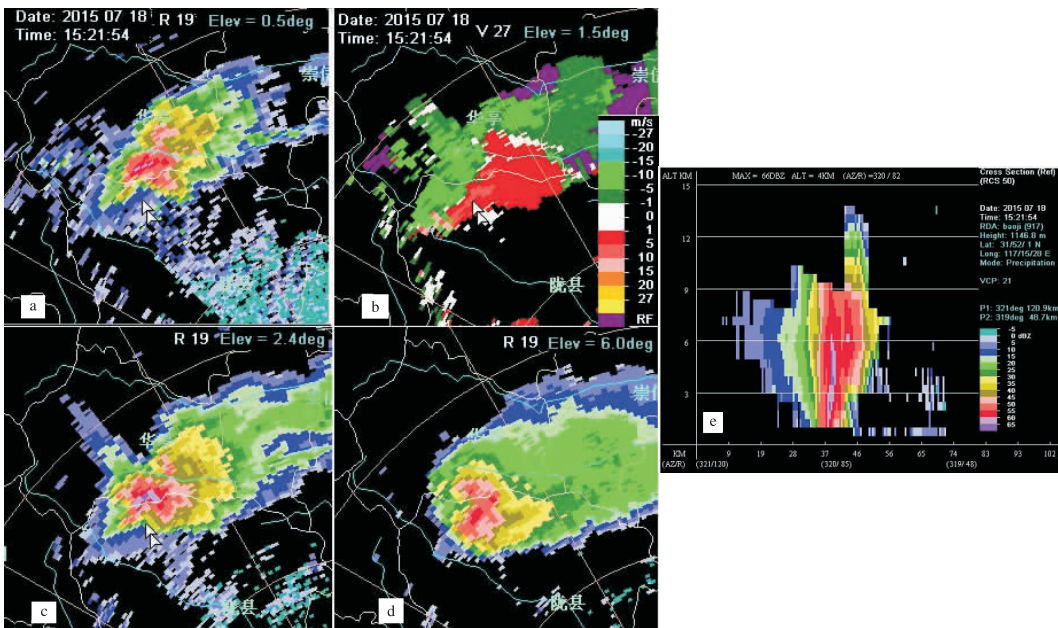 Date: 2015 07 18 R 19 Elev = 0.5deg
Time: 15:21:54
崇信
华亭
陇县
a
Date: 2015 07 18 V 27 Elev = 1.5deg
Time: 15:21:54
崇信
华亭
陇县
m/s
-27
-20
-15
-10
-5
-1
0
1
5
10
15
20
27
RF
b
R 19 Elev = 2.4deg
华亭
陇县
c
R 19 Elev = 6.0deg
崇信
华亭
陇县
d
ALT KM MAX = 66DBZ ALT = 4KM (AZ/R)=320/ 82
Cross Section (Ref)
(RCS 50)
15
12
9
6
3
Date: 2015 07 18
Time: 15:21:54
RDA: baoji (917)
Height: 1146.8 m
Lat: 31/52/ 1 N
Long: 117/15/28 E
Mode: Precipitation
VCP: 21
P1: 321deg 120.9km
P2: 319deg 48.7km
-5
0 dBZ
5
10
15
20
25
30
35
40
45
50
55
60
65
e
KM 9 19 28 37 46 56 65 74 83 93 102
(AZ/R) (321/120) (320/ 85) (319/ 48)